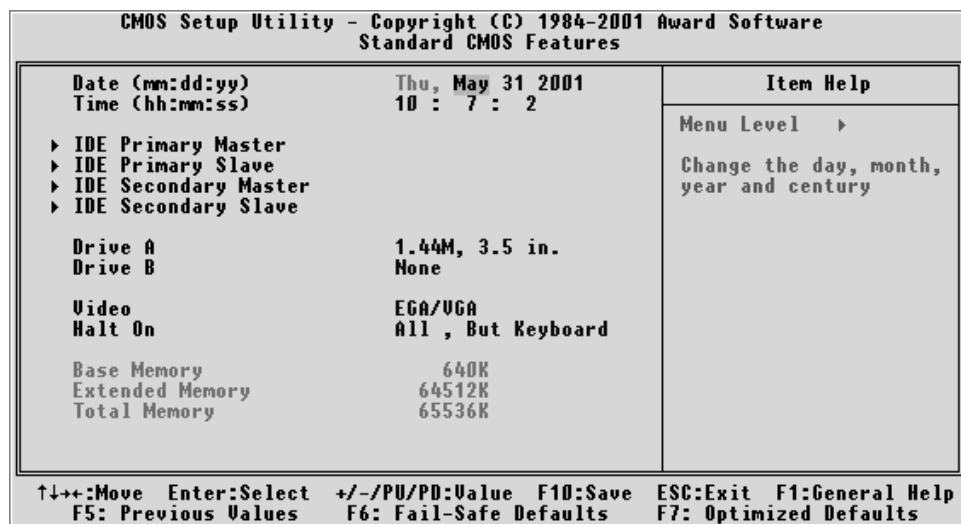 CMOS Setup Utility - Copyright (C) 1984-2001 Award Software
Standard CMOS Features
Date (mm:dd:yy) Thu, May 31 2001
Time (hh:mm:ss) 10 : 7 : 2
▶ IDE Primary Master
▶ IDE Primary Slave
▶ IDE Secondary Master
▶ IDE Secondary Slave
Drive A 1.44M, 3.5 in.
Drive B None
Video EGA/VGA
Halt On All , But Keyboard
Base Memory 640K
Extended Memory 64512K
Total Memory 65536K
Item Help
Menu Level ▶
Change the day, month,
year and century
↑↓→←:Move Enter:Select +/-/PU/PD:Value F10:Save ESC:Exit F1:General Help
F5: Previous Values F6: Fail-Safe Defaults F7: Optimized Defaults